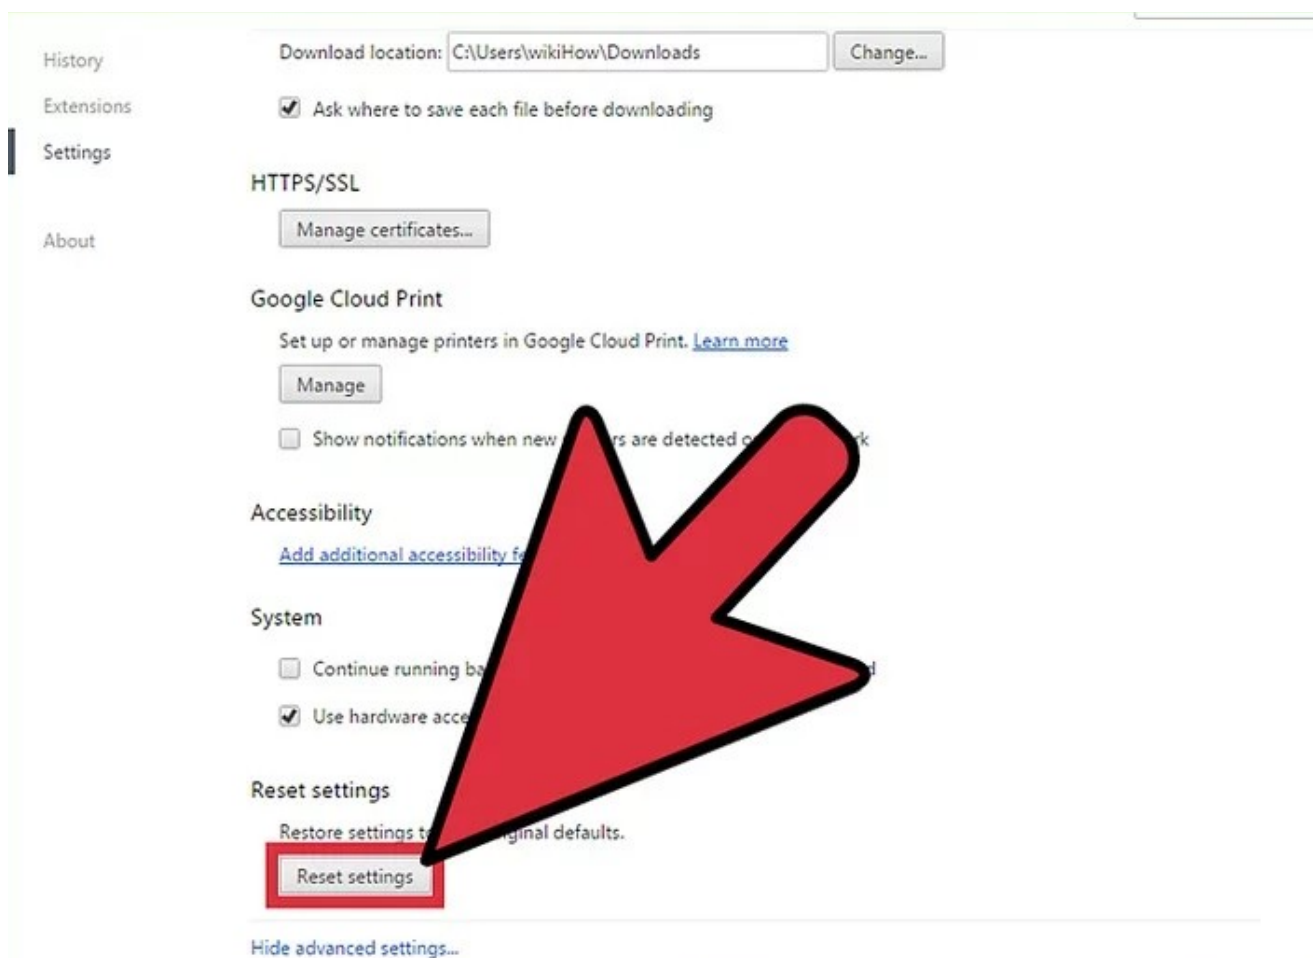 History
Extensions
Settings
About
Download location: C:\Users\wikiHow\Downloads Change...
Ask where to save each file before downloading
HTTPS/SSL
Manage certificates...
Google Cloud Print
Set up or manage printers in Google Cloud Print. Learn more
Manage
Show notifications when new are detected
Accessibility
Add additional accessibility
System
Continue running
Use hardware
Reset settings
Restore settings defaults.
Reset settings
Hide advanced settings...